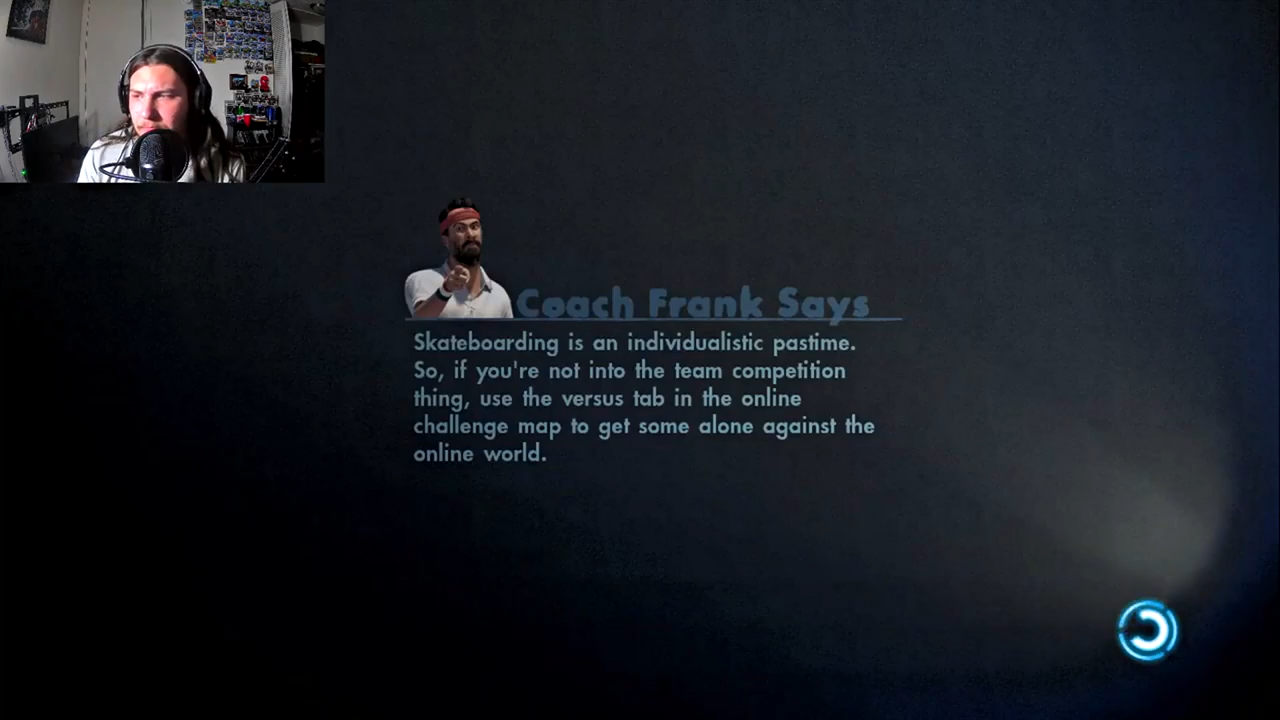 Coach Frank Says
Skateboarding is an individualistic pastime.
So, if you're not into the team competition
thing, use the versus tab in the online
challenge map to get some alone against the
online world.